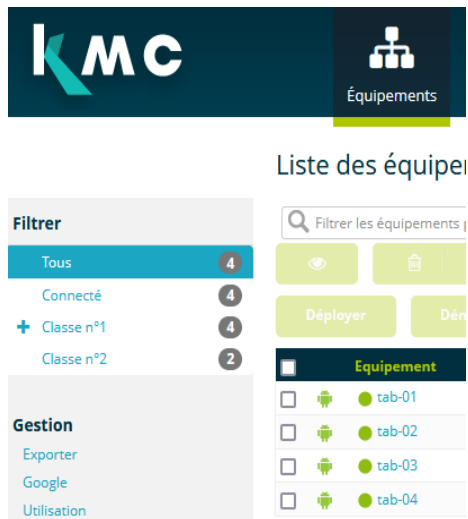 KMC
Équipements
Liste des équipe
Filtrer
Filtrer les équipements
Tous 4
Connecté 4
Classe n°1 4
Classe n°2 2
Déployer
Equipement
tab-01
tab-02
tab-03
tab-04
Gestion
Exporter
Google
Utilisation